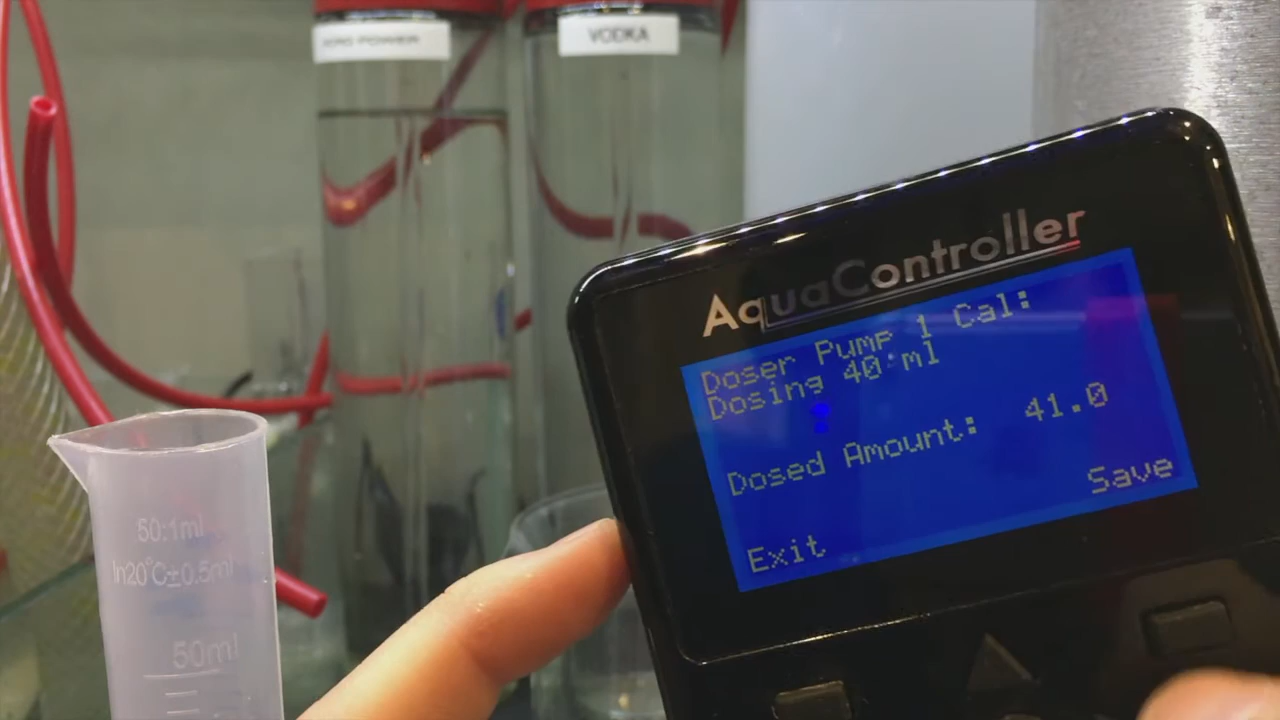 POWER
VODKA
AquaController
Doser Pump 1 Cal:
Dosing 40 ml
Dosed Amount: 41.0
Save
Exit
50:1ml
In20°C±0.5ml
50ml